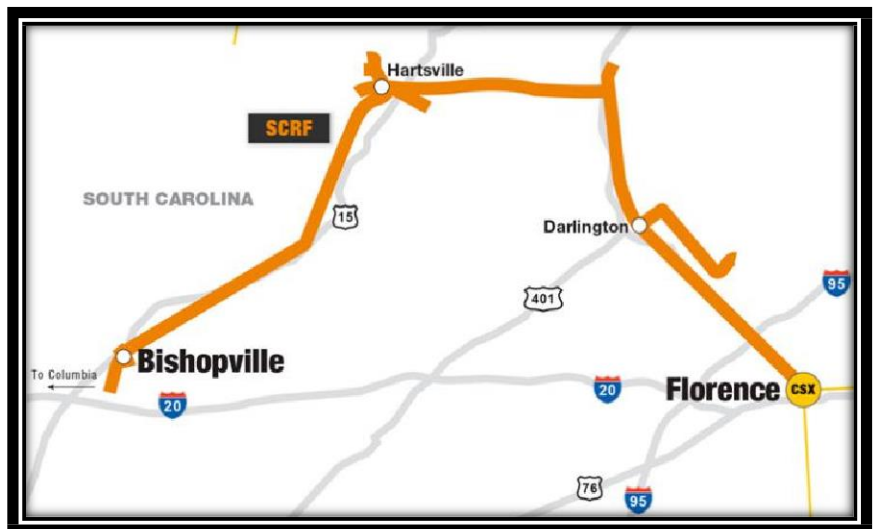 Hartsville
SCRF
SOUTH CAROLINA
15
Darlington
95
401
Bishopville
To Columbia
20
20
Florence
CSX
76
95